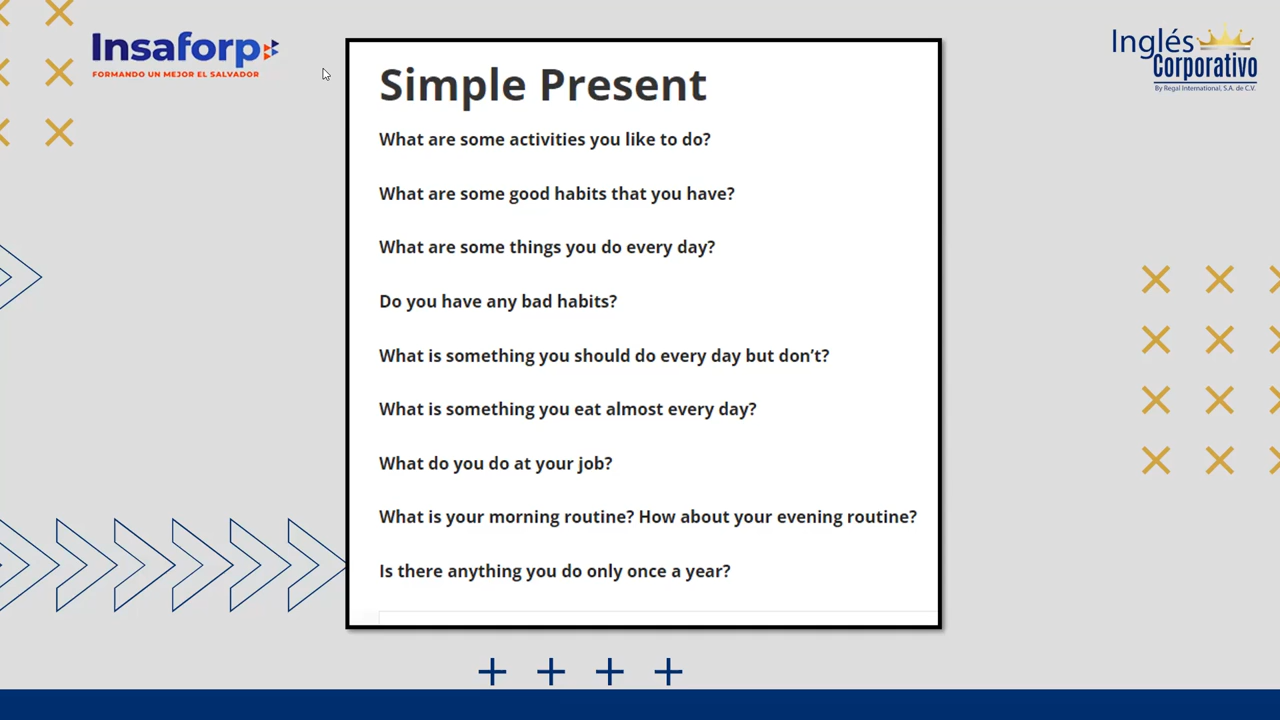 Insaforp
FORMANDO UN MEJOR EL SALVADOR
Inglés
Corporativo
By Regal International, S.A. de C.V.
Simple Present
What are some activities you like to do?
What are some good habits that you have?
What are some things you do every day?
Do you have any bad habits?
What is something you should do every day but don’t?
What is something you eat almost every day?
What do you do at your job?
What is your morning routine? How about your evening routine?
Is there anything you do only once a year?